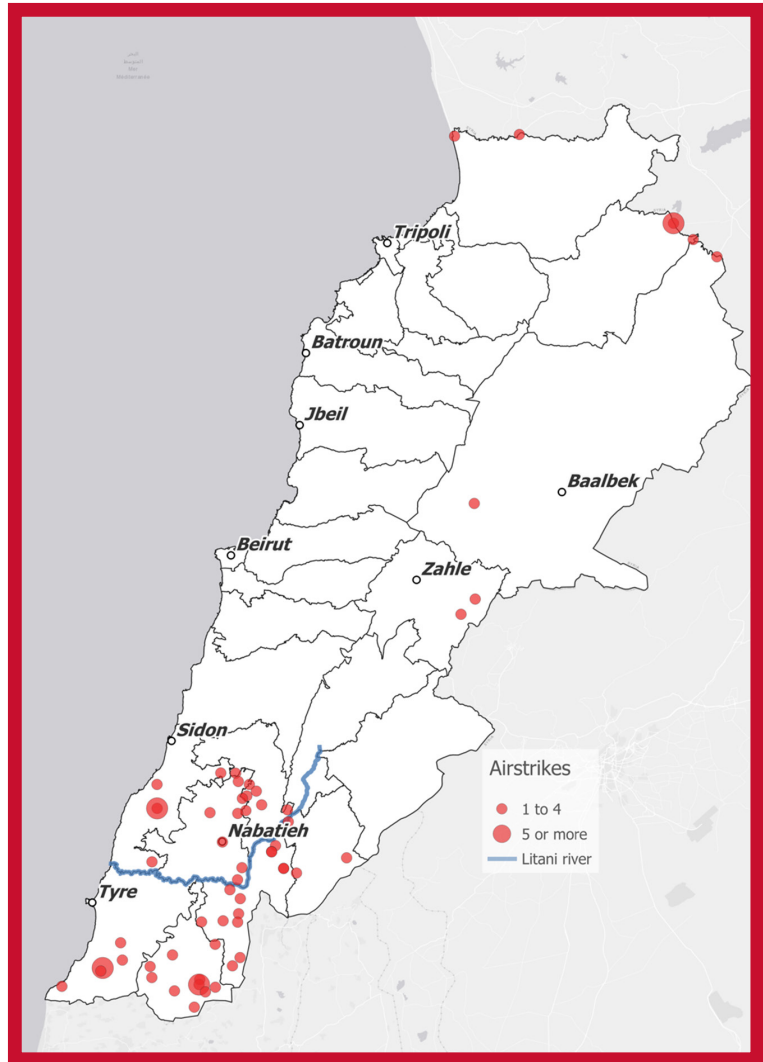 Tripoli
Batroun
Jbeil
Baalbek
Beirut
Zahle
Sidon
Airstrikes
1 to 4
5 or more
Litani river
Nabatieh
Tyre